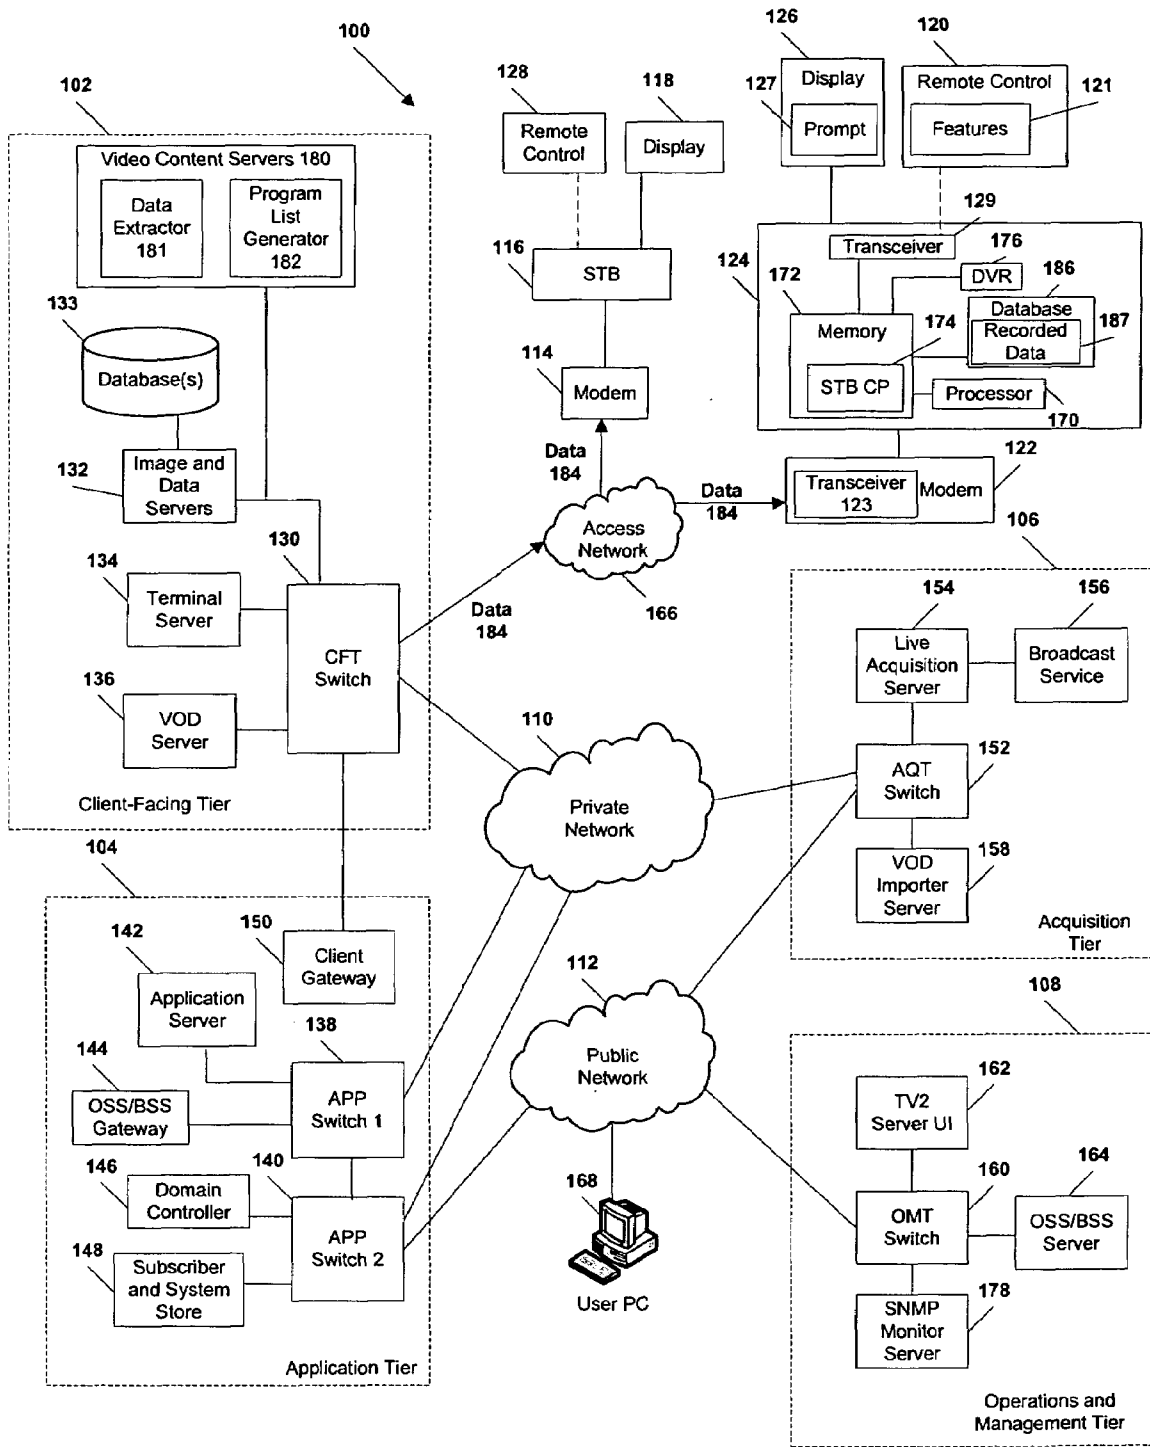 100
102
Video Content Servers 180
Data
Extractor
181
Program
List
Generator
182
133
Database(s)
132
Image and
Data
Servers
130
134
Terminal
Server
CFT
Switch
136
VOD
Server
Client-Facing Tier
128
Remote
Control
118
Display
116
STB
114
Modem
Data
184
Data
184
Data
184
Access
Network
166
126
Display
127
Prompt
120
Remote Control
121
Features
129
Transceiver
124
172
Memory
174
STB CP
176
DVR
186
Database
187
Recorded
Data
Processor
170
122
Transceiver
123
Modem
106
154
Live
Acquisition
Server
156
Broadcast
Service
AQT
Switch
152
VOD
Importer
Server
158
Acquisition
Tier
110
Private
Network
112
Public
Network
168
User PC
104
150
Client
Gateway
142
Application
Server
138
APP
Switch 1
144
OSS/BSS
Gateway
146
Domain
Controller
140
APP
Switch 2
148
Subscriber
and System
Store
Application Tier
108
TV2
Server UI
162
OMT
Switch
160
OSS/BSS
Server
164
SNMP
Monitor
Server
178
Operations and
Management Tier